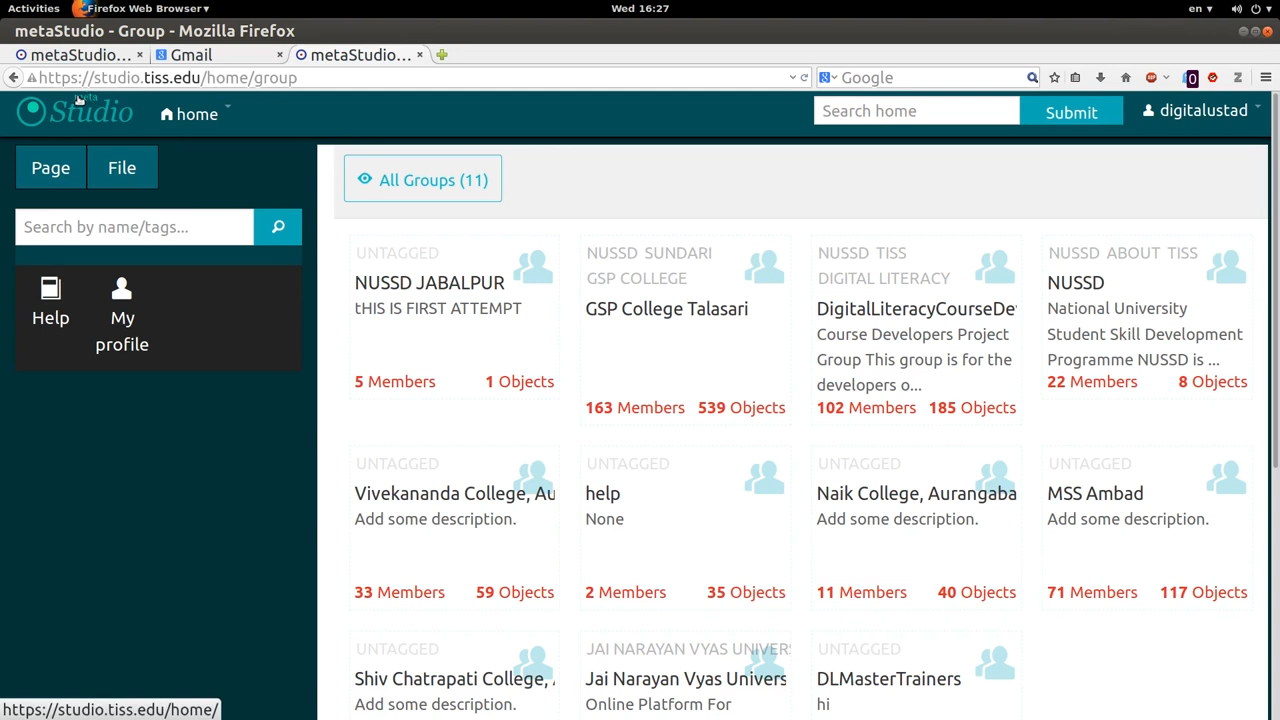 Activities Firefox Web Browser ▾ Wed 16:27 en ▾
metaStudio - Group - Mozilla Firefox
metaStudio... × Gmail × metaStudio... ×
https://studio.tiss.edu/home/group Google 0
meta
Studio home Search home Submit digitalustad
Page File
All Groups (11)
Search by name/tags...
Help My profile
UNTAGGED
NUSSD JABALPUR
tHIS IS FIRST ATTEMPT
5 Members 1 Objects
NUSSD SUNDARI
GSP COLLEGE
GSP College Talasari
163 Members 539 Objects
NUSSD TISS
DIGITAL LITERACY
DigitalLiteracyCourseDe
Course Developers Project
Group This group is for the
developers o...
102 Members 185 Objects
NUSSD ABOUT TISS
NUSSD
National University
Student Skill Development
Programme NUSSD is ...
22 Members 8 Objects
UNTAGGED
Vivekananda College, Au
Add some description.
33 Members 59 Objects
UNTAGGED
help
None
2 Members 35 Objects
UNTAGGED
Naik College, Aurangaba
Add some description.
11 Members 40 Objects
UNTAGGED
MSS Ambad
Add some description.
71 Members 117 Objects
UNTAGGED
Shiv Chatrapati College,
Add some description.
JAI NARAYAN VYAS UNIVERS
Jai Narayan Vyas Univers
Online Platform For
UNTAGGED
DLMasterTrainers
hi
https://studio.tiss.edu/home/